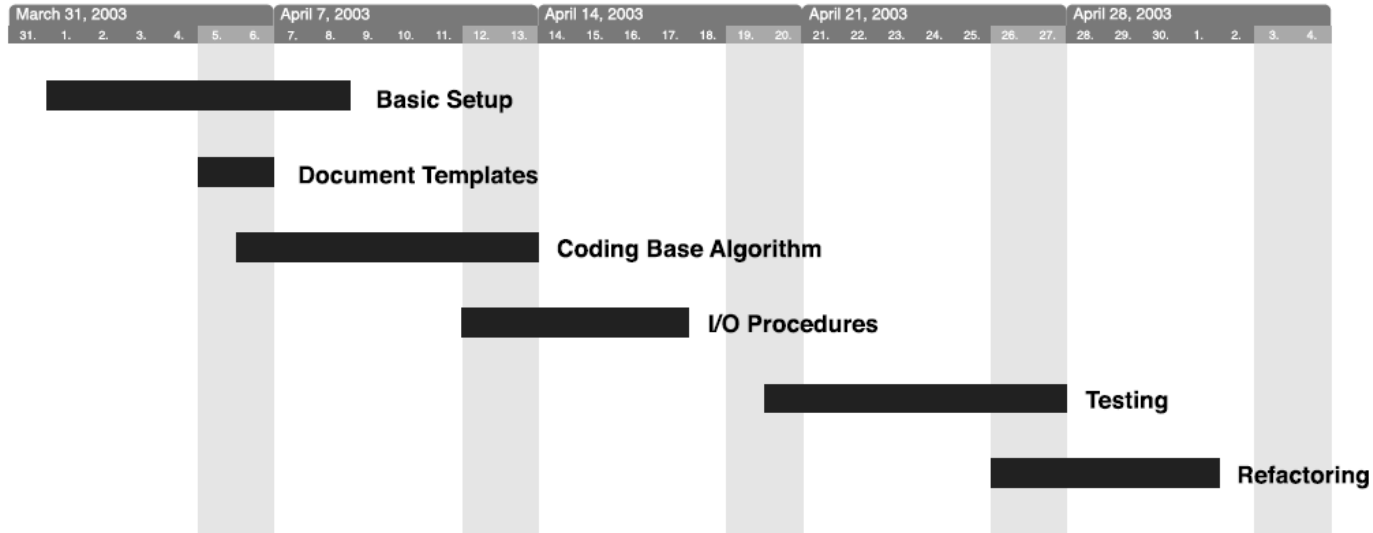 March 31, 2003 April 7, 2003 April 14, 2003 April 21, 2003 April 28, 2003
31. 1. 2. 3. 4. 5. 6. 7. 8. 9. 10. 11. 12. 13. 14. 15. 16. 17. 18. 19. 20. 21. 22. 23. 24. 25. 26. 27. 28. 29. 30. 1. 2. 3. 4.
Basic Setup
Document Templates
Coding Base Algorithm
I/O Procedures
Testing
Refactoring